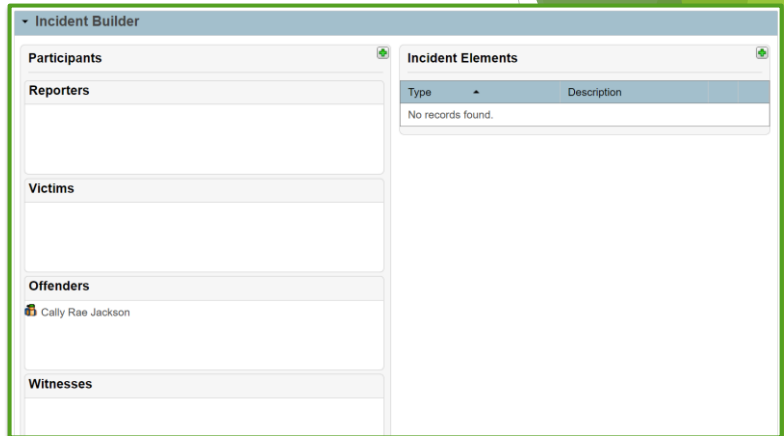 Incident Builder
Participants
Reporters
Victims
Offenders
Cally Rae Jackson
Witnesses
Incident Elements
Type Description
No records found.